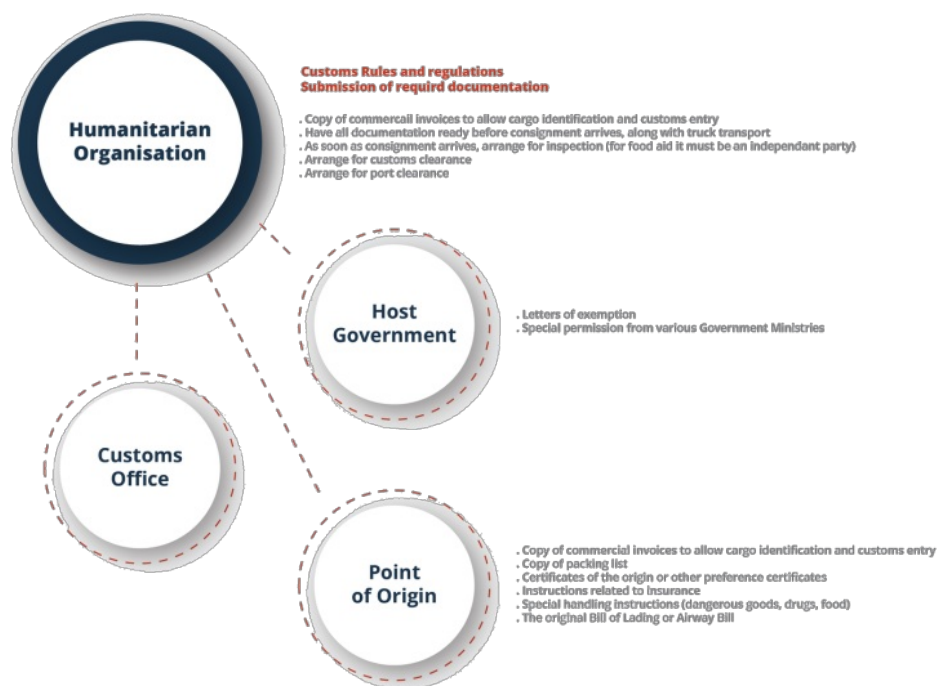 Humanitarian
Organisation
Customs Rules and regulations
Submission of requird documentation
. Copy of commercail invoices to allow cargo identification and customs entry
. Have all documentation ready before consignment arrives, along with truck transport
. As soon as consignment arrives, arrange for inspection (for food aid it must be an independant party)
. Arrange for customs clearance
. Arrange for port clearance
Host
Government
. Letters of exemption
. Special permission from various Government Ministries
Customs
Office
Point
of Origin
. Copy of commercial invoices to allow cargo identification and customs entry
. Copy of packing list
. Certificates of the origin or other preference certificates
. Instructions related to insurance
. Special handling instructions (dangerous goods, drugs, food)
. The original Bill of Lading or Airway Bill